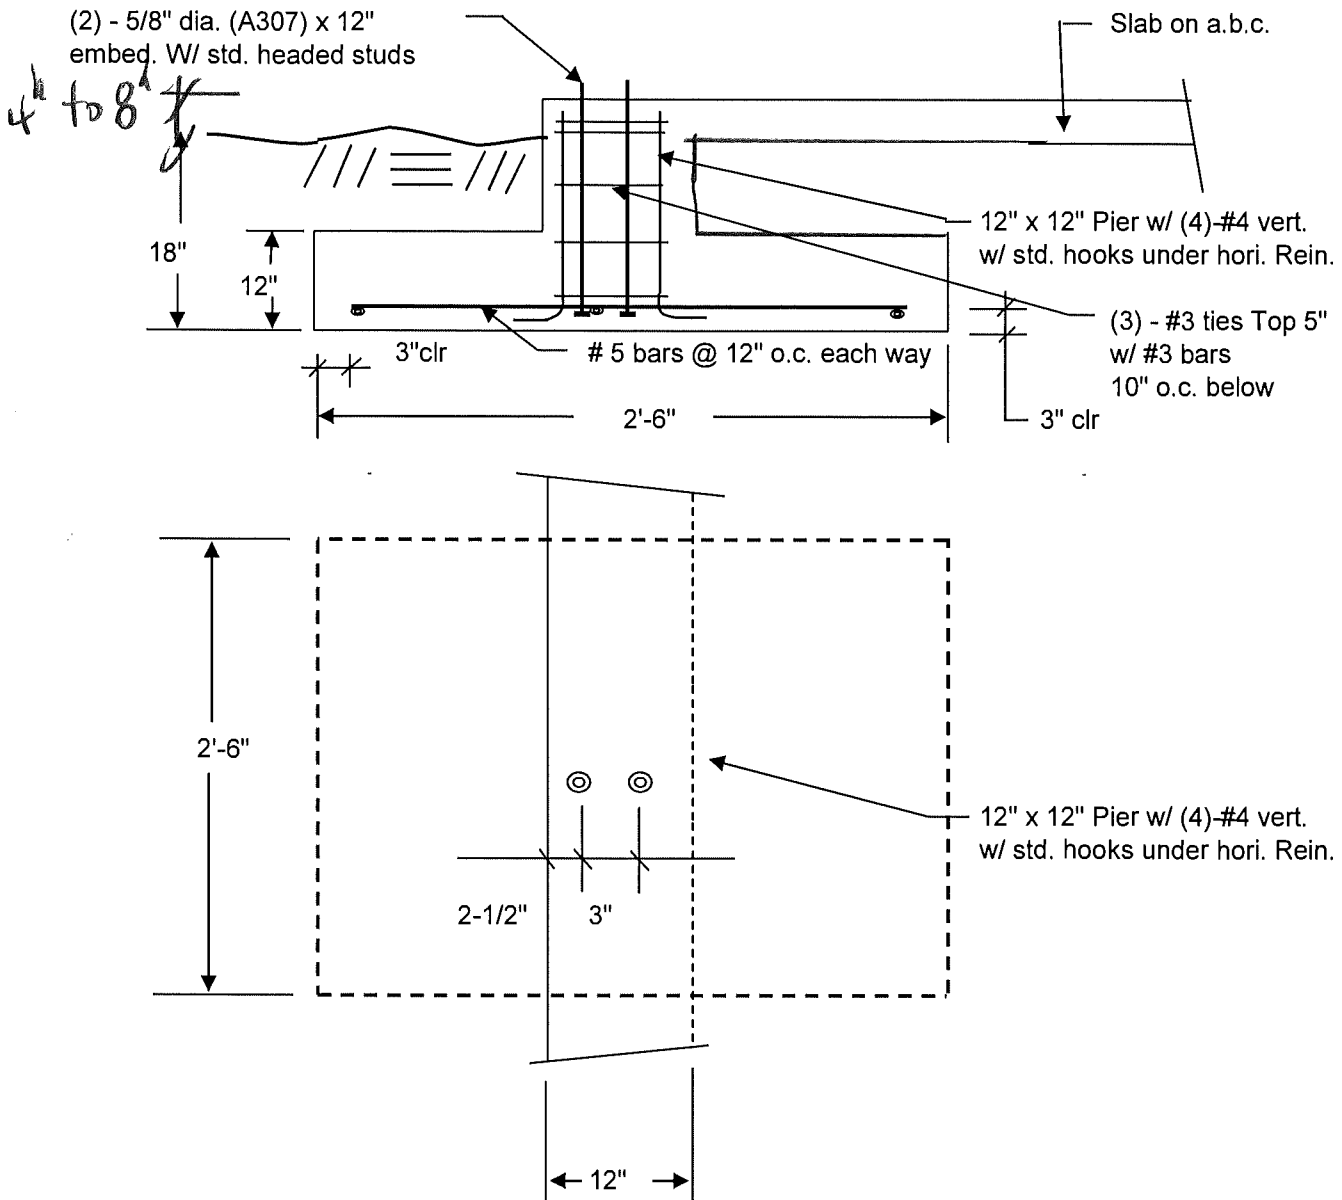 (2) - 5/8" dia. (A307) x 12"
embed. W/ std. headed studs
Slab on a.b.c.
4" to 8"
18"
12"
12" x 12" Pier w/ (4)-#4 vert.
w/ std. hooks under hori. Rein.
(3) - #3 ties Top 5"
w/ #3 bars
10" o.c. below
3"clr
# 5 bars @ 12" o.c. each way
2'-6"
3" clr
2'-6"
12" x 12" Pier w/ (4)-#4 vert.
w/ std. hooks under hori. Rein.
2-1/2"
3"
12"